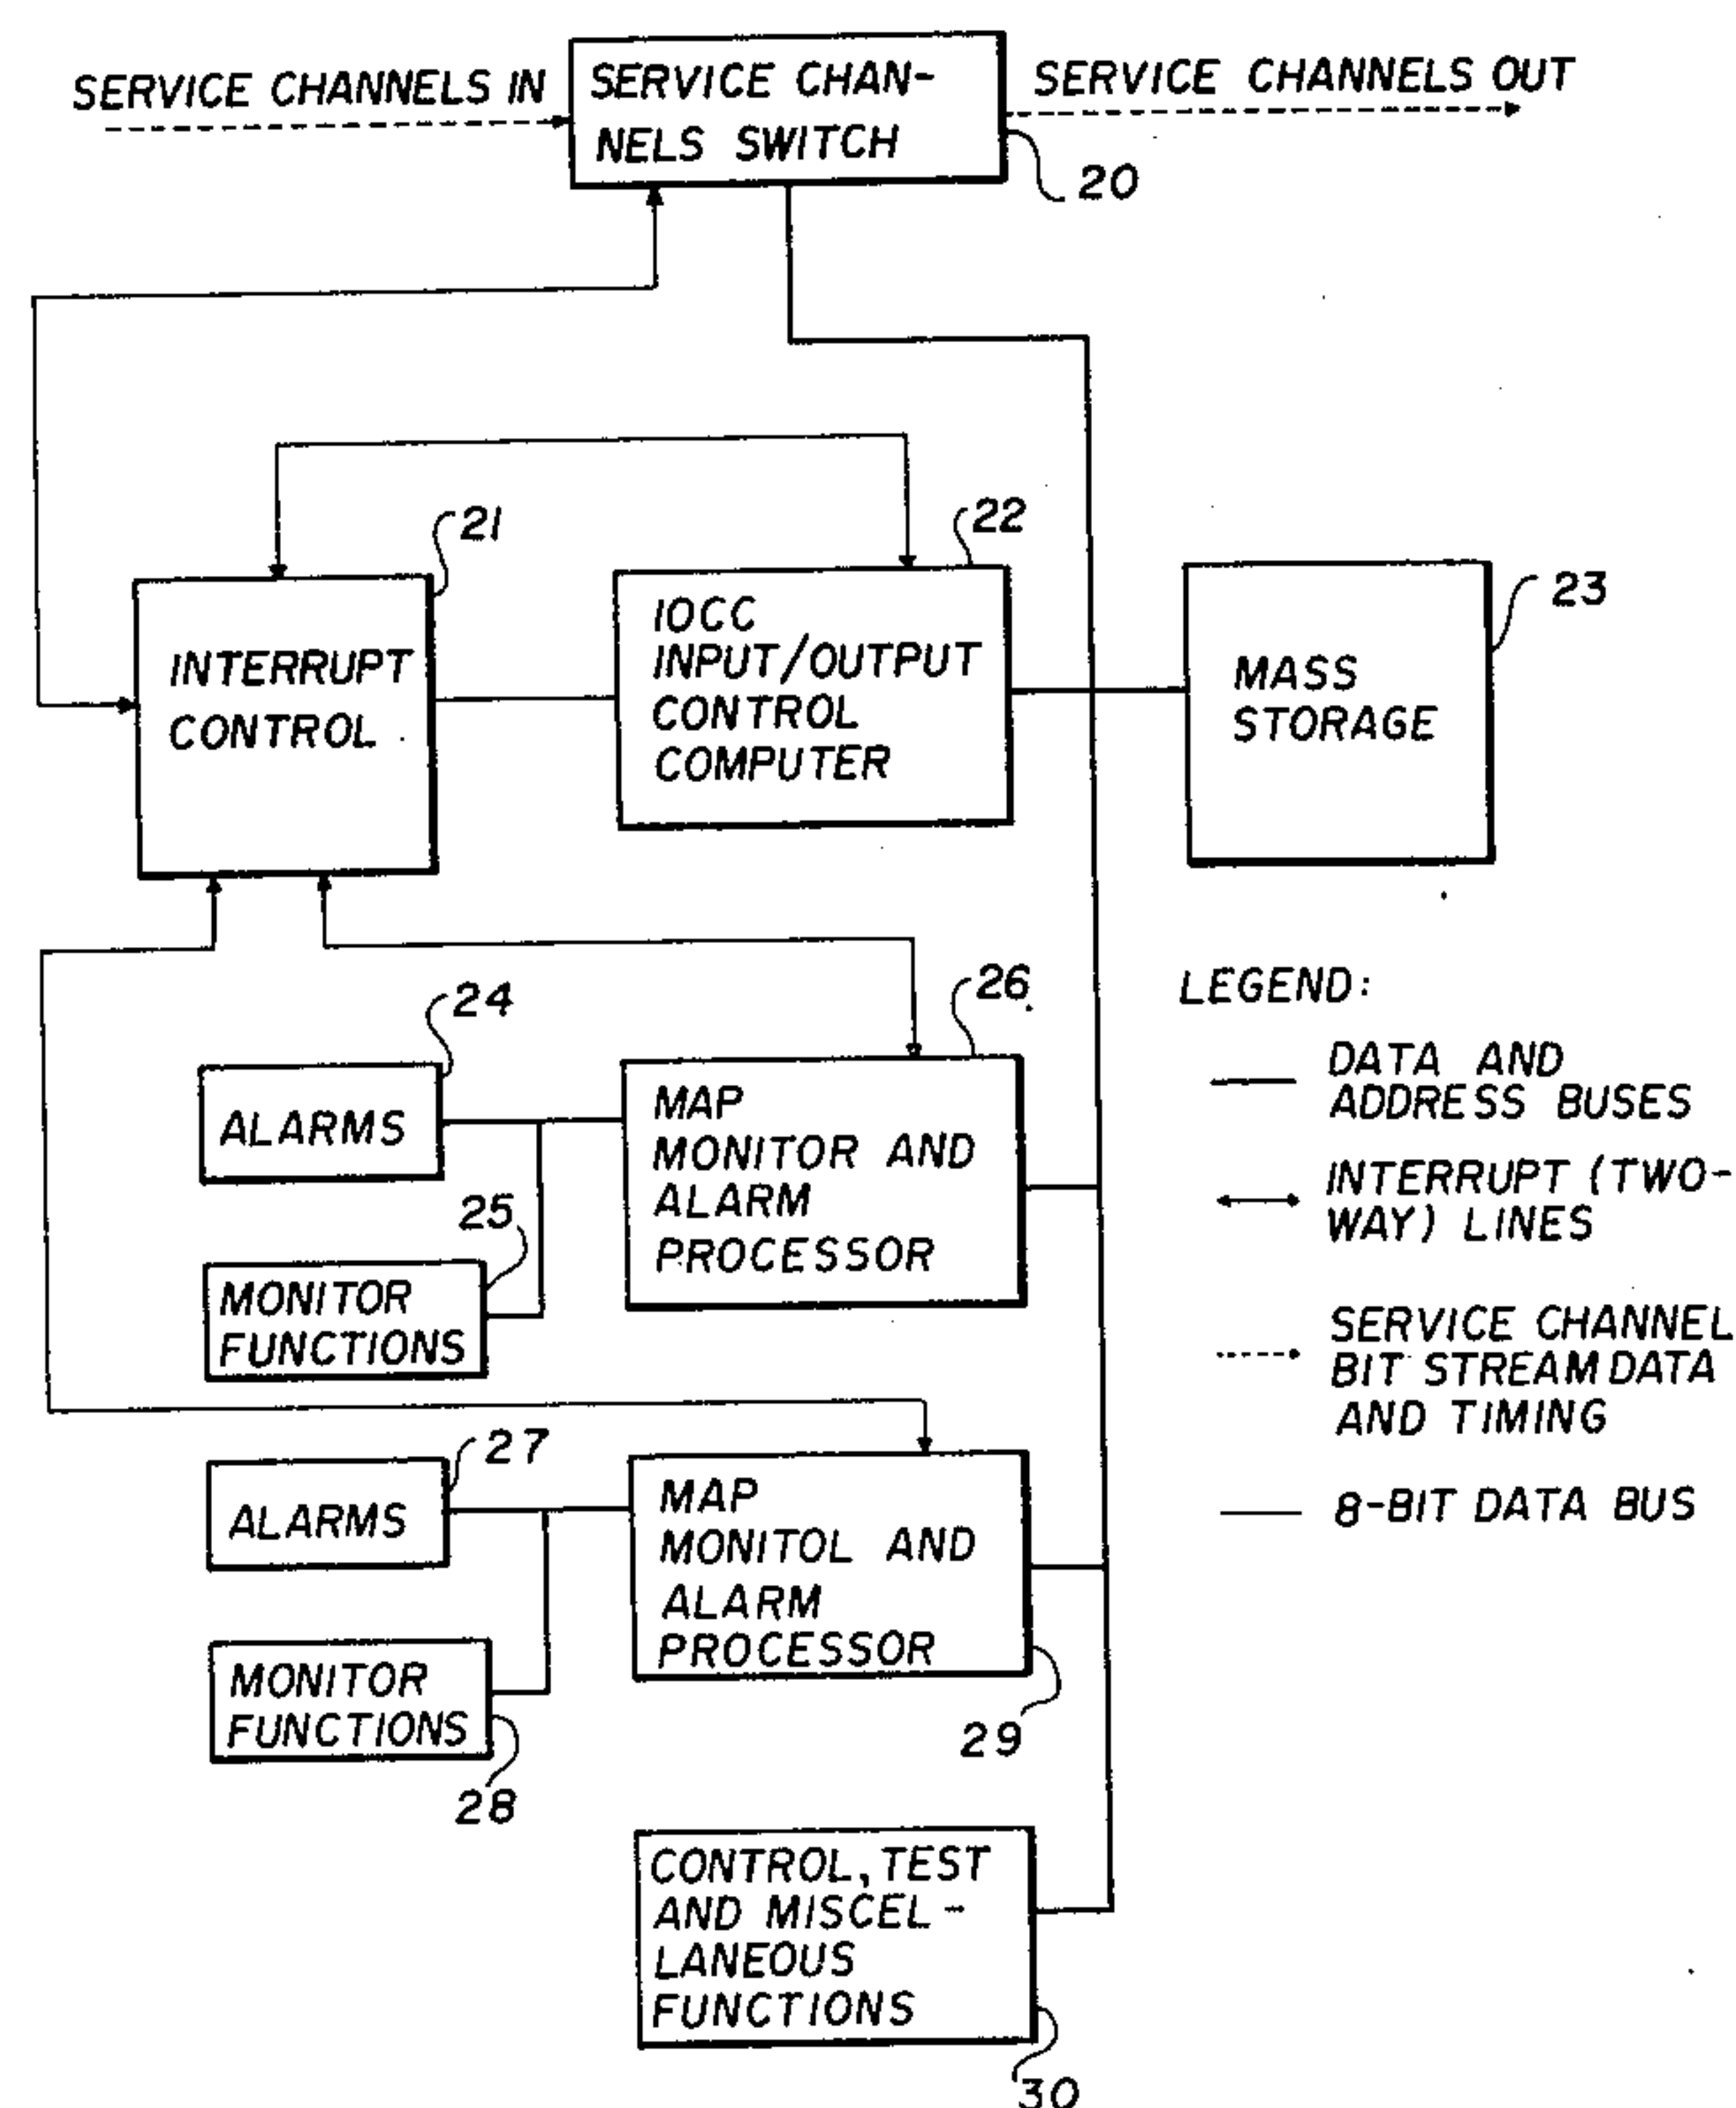 SERVICE CHANNELS IN
SERVICE CHAN-
NELS SWITCH
SERVICE CHANNELS OUT
20
21
INTERRUPT
CONTROL
22
IOCC
INPUT/OUTPUT
CONTROL
COMPUTER
23
MASS
STORAGE
24
ALARMS
25
MONITOR
FUNCTIONS
26
MAP
MONITOR AND
ALARM
PROCESSOR
LEGEND:
DATA AND
ADDRESS BUSES
INTERRUPT (TWO-
WAY) LINES
SERVICE CHANNEL
BIT STREAM DATA
AND TIMING
8-BIT DATA BUS
27
ALARMS
MONITOR
FUNCTIONS
28
MAP
MONITOL AND
ALARM
PROCESSOR
29
CONTROL, TEST
AND MISCEL-
LANEOUS
FUNCTIONS
30